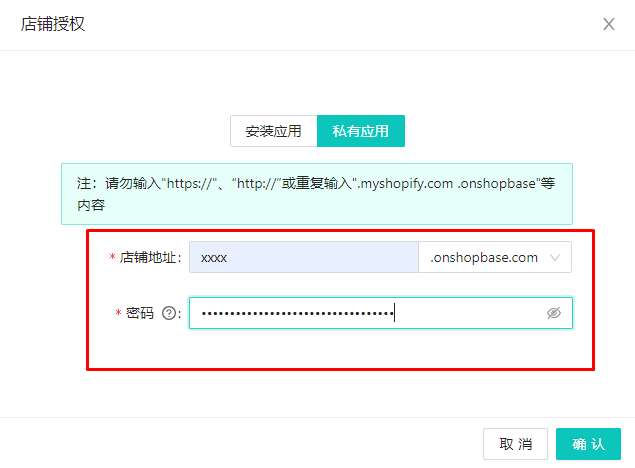 店铺授权
安装应用 私有应用
注：请勿输入"https://"、"http://"或重复输入".myshopify.com .onshopbase"等
内容
* 店铺地址: xxxx .onshopbase.com
* 密码 ?: ••••••••••••••••••••••••••••••••••
取 消 确 认